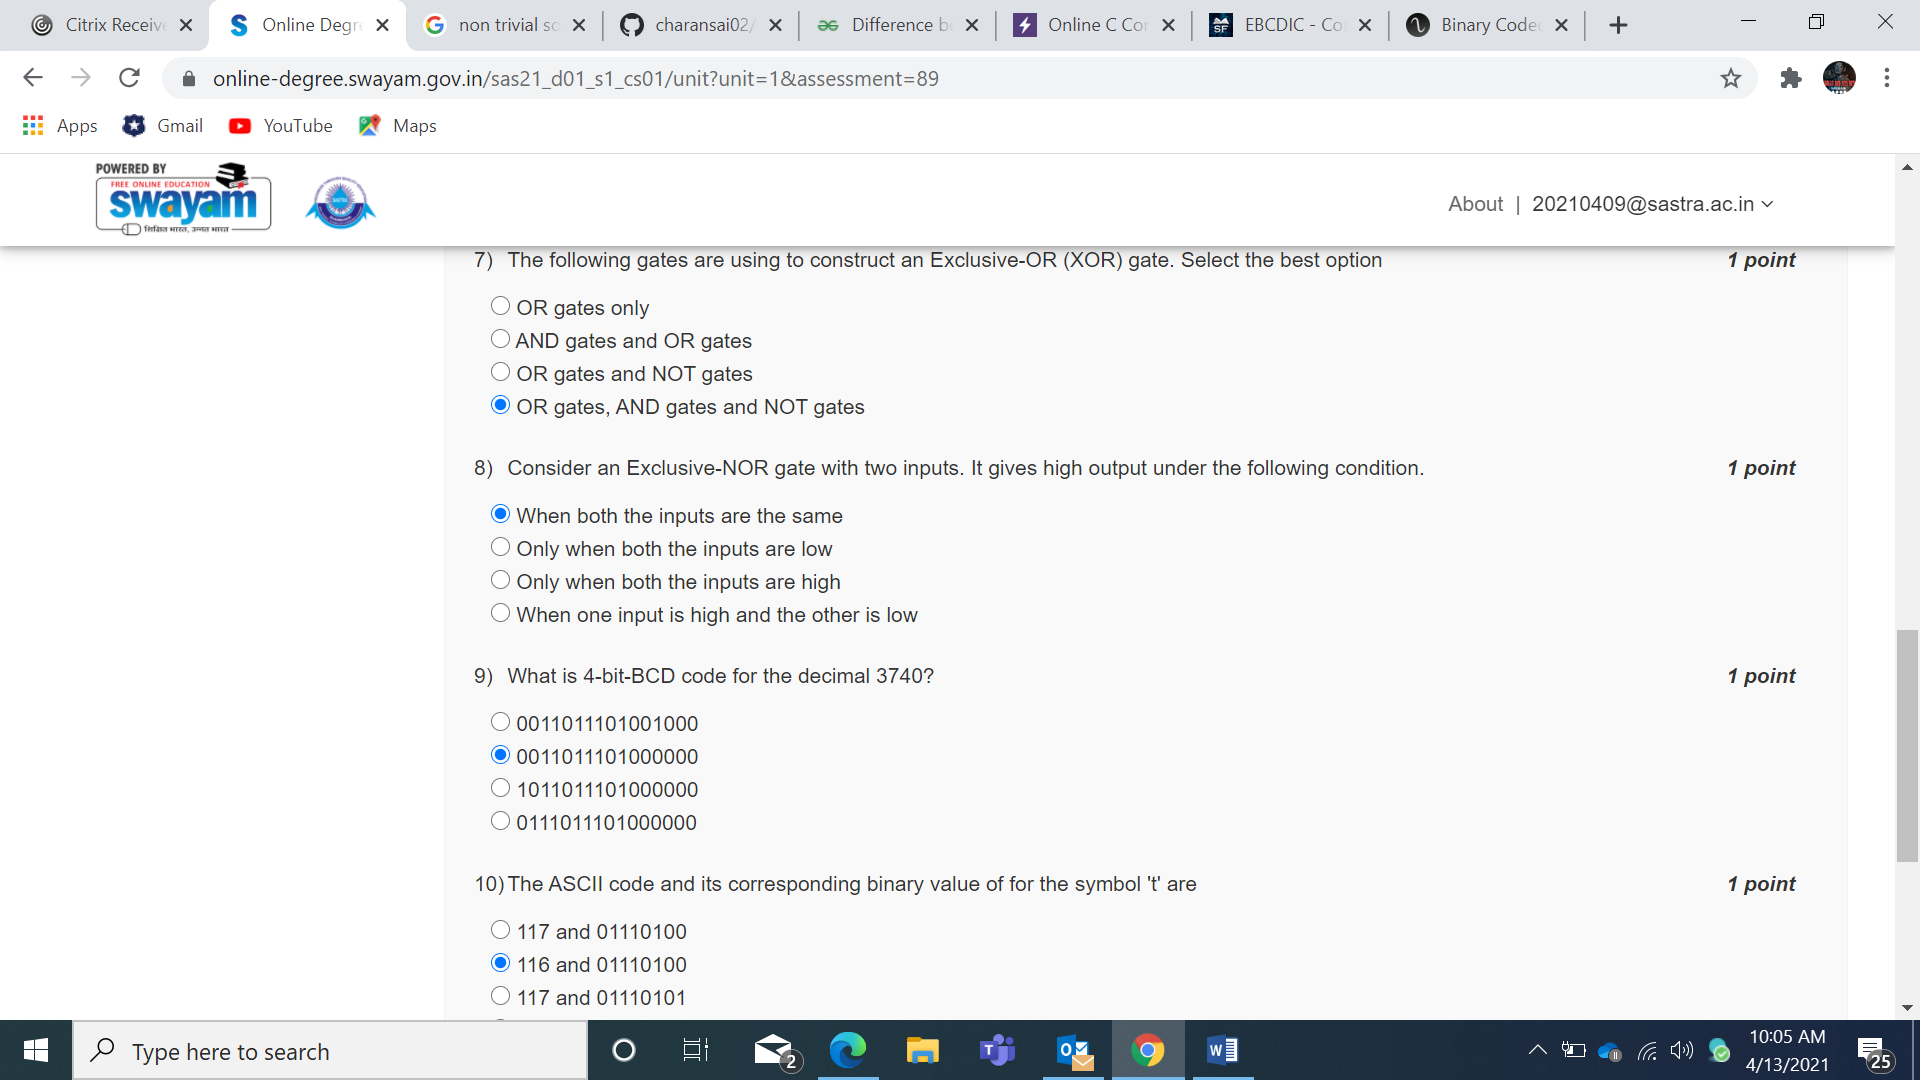 Citrix Receive
Online Degr
non trivial so
charansai02/
Difference b
Online C Co
EBCDIC - Co
Binary Code
online-degree.swayam.gov.in/sas21_d01_s1_cs01/unit?unit=1&assessment=89
Apps
Gmail
YouTube
Maps
POWERED BY
FREE ONLINE EDUCATION
swayam
शिक्षित भारत, उन्नत भारत
About | 20210409@sastra.ac.in
7) The following gates are using to construct an Exclusive-OR (XOR) gate. Select the best option 1 point
OR gates only
AND gates and OR gates
OR gates and NOT gates
OR gates, AND gates and NOT gates
8) Consider an Exclusive-NOR gate with two inputs. It gives high output under the following condition. 1 point
When both the inputs are the same
Only when both the inputs are low
Only when both the inputs are high
When one input is high and the other is low
9) What is 4-bit-BCD code for the decimal 3740? 1 point
0011011101001000
0011011101000000
1011011101000000
0111011101000000
10) The ASCII code and its corresponding binary value of for the symbol 't' are 1 point
117 and 01110100
116 and 01110100
117 and 01110101
Type here to search
2
10:05 AM
4/13/2021
25